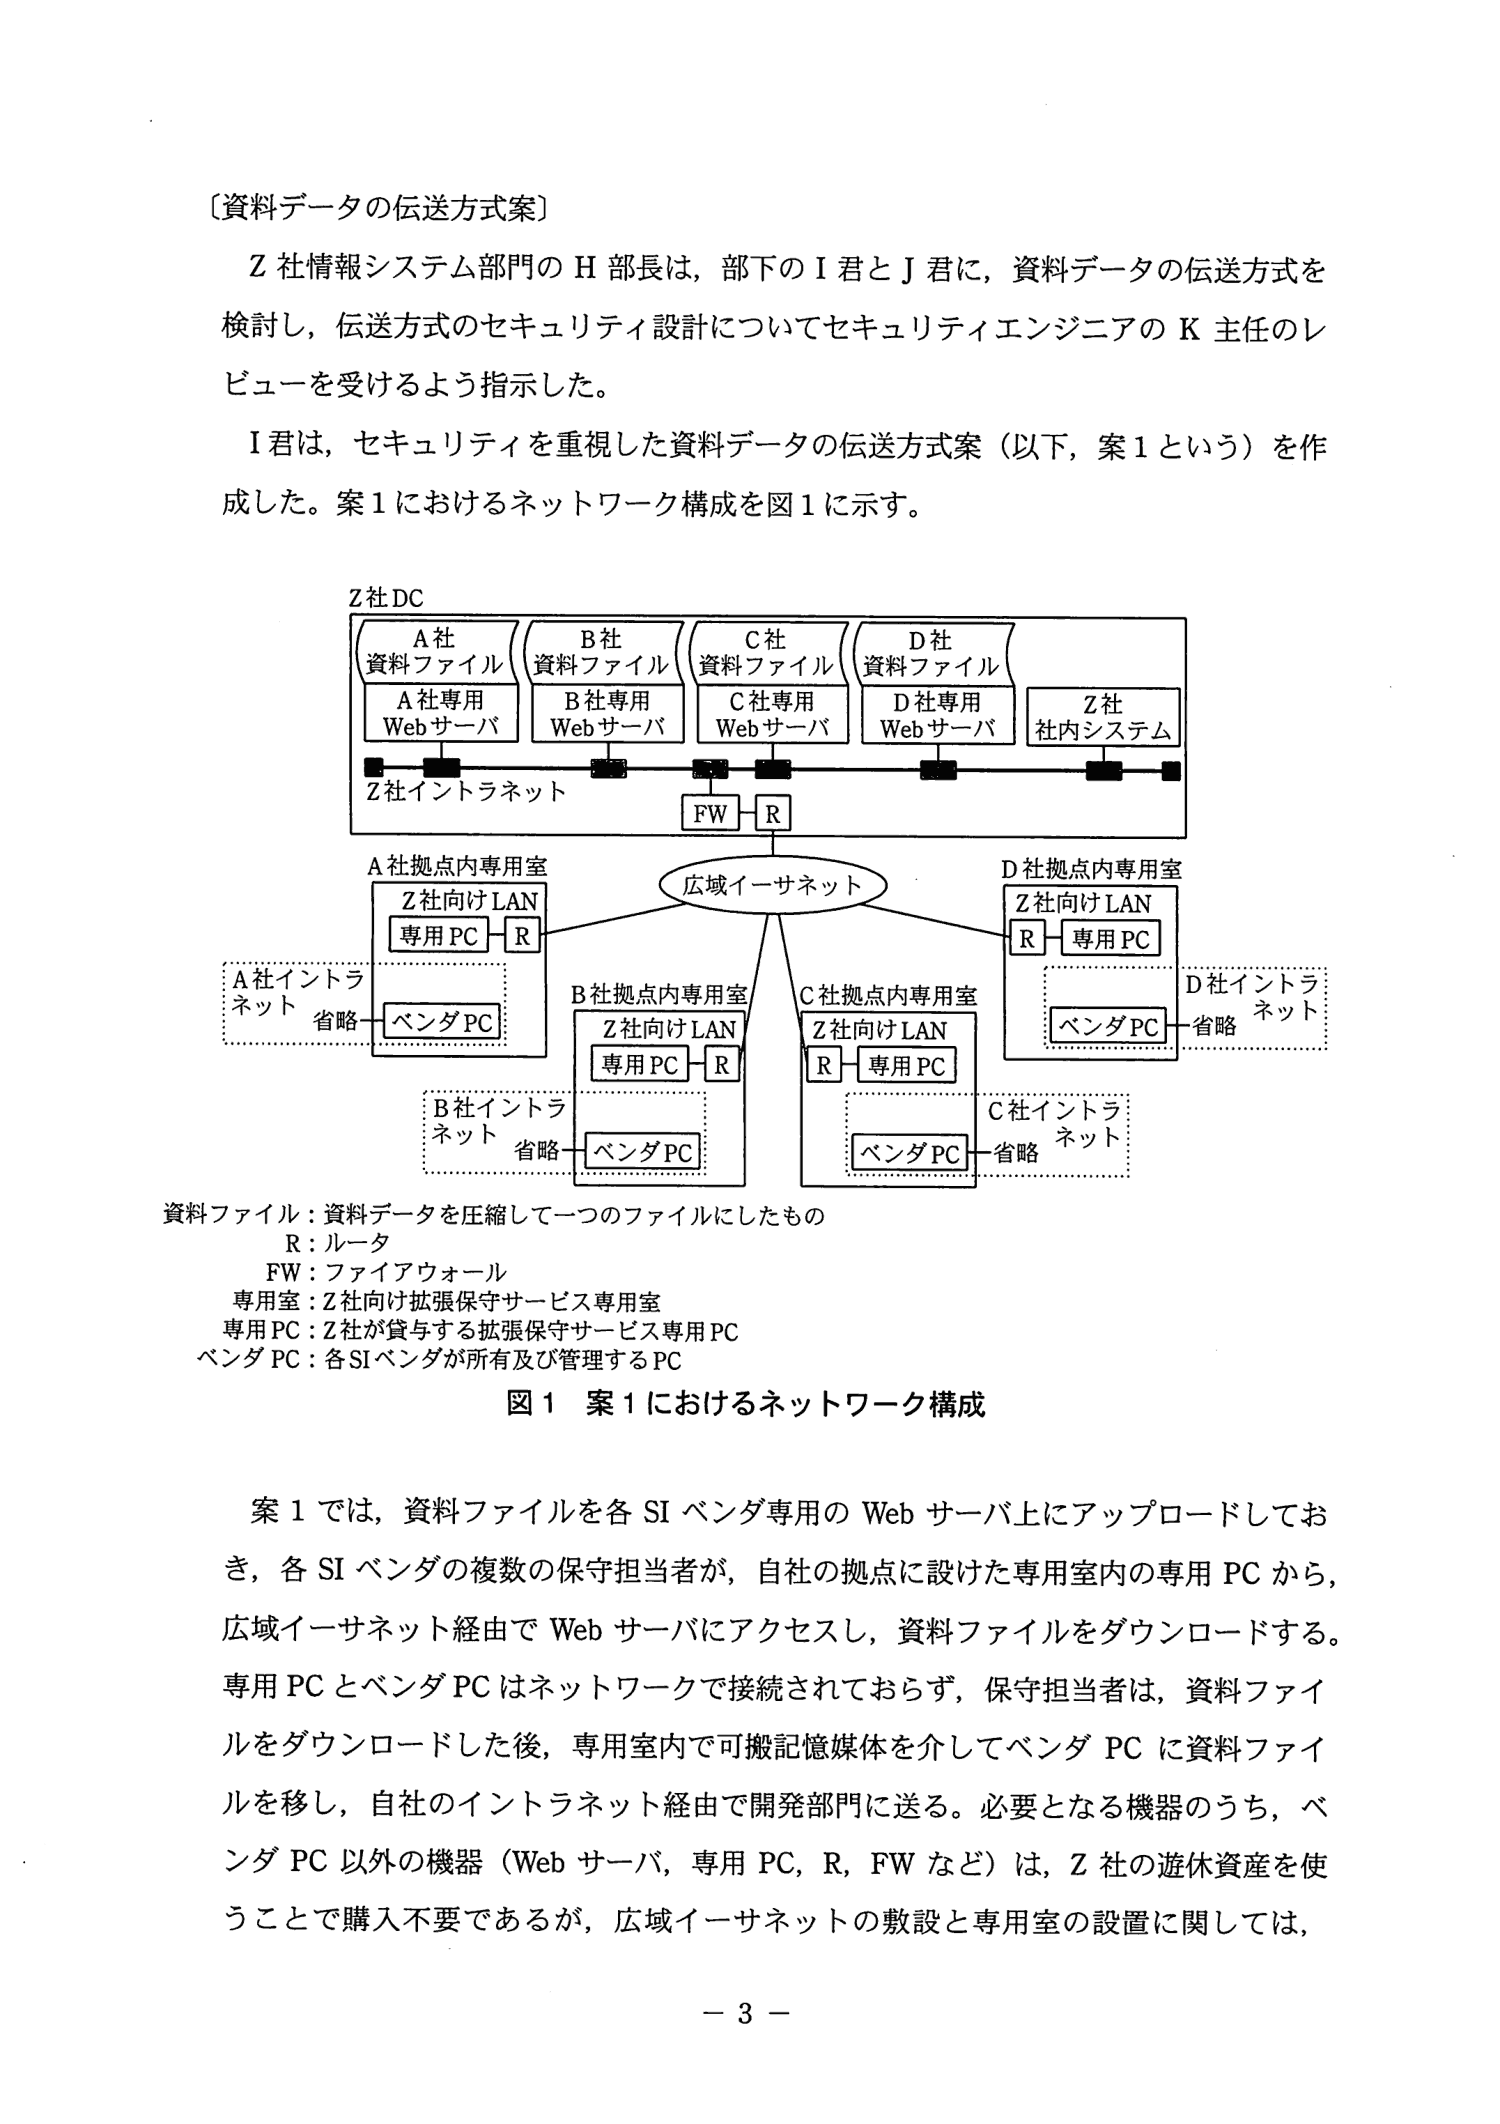 〔資料データの伝送方式案〕
Z 社情報システム部門の H 部長は，部下の I 君と J 君に，資料データの伝送方式を
検討し，伝送方式のセキュリティ設計についてセキュリティエンジニアの K 主任のレ
ビューを受けるよう指示した。
I 君は，セキュリティを重視した資料データの伝送方式案（以下，案 1 という）を作
成した。案 1 におけるネットワーク構成を図 1 に示す。
Z社DC
A社
資料ファイル
B社
資料ファイル
C社
資料ファイル
D社
資料ファイル
A社専用
Webサーバ
B社専用
Webサーバ
C社専用
Webサーバ
D社専用
Webサーバ
Z社
社内システム
Z社イントラネット
FW
R
広域イーサネット
A社拠点内専用室
Z社向けLAN
専用PC
R
A社イントラ
ネット
省略
ベンダPC
D社拠点内専用室
Z社向けLAN
R
専用PC
D社イントラ
ネット
ベンダPC
省略
B社拠点内専用室
Z社向けLAN
専用PC
R
B社イントラ
ネット
省略
ベンダPC
C社拠点内専用室
Z社向けLAN
R
専用PC
C社イントラ
ネット
ベンダPC
省略
資料ファイル：資料データを圧縮して一つのファイルにしたもの
R：ルータ
FW：ファイアウォール
専用室：Z社向け拡張保守サービス専用室
専用PC：Z社が貸与する拡張保守サービス専用PC
ベンダPC：各SIベンダが所有及び管理するPC
図1 案1におけるネットワーク構成
案 1 では，資料ファイルを各 SI ベンダ専用の Web サーバ上にアップロードしてお
き，各 SI ベンダの複数の保守担当者が，自社の拠点に設けた専用室内の専用 PC から，
広域イーサネット経由で Web サーバにアクセスし，資料ファイルをダウンロードする。
専用 PC とベンダ PC はネットワークで接続されておらず，保守担当者は，資料ファイ
ルをダウンロードした後，専用室内で可搬記憶媒体を介してベンダ PC に資料ファイ
ルを移し，自社のイントラネット経由で開発部門に送る。必要となる機器のうち，ベ
ンダ PC 以外の機器（Web サーバ，専用 PC，R，FW など）は，Z 社の遊休資産を使
うことで購入不要であるが，広域イーサネットの敷設と専用室の設置に関しては，
－ 3 －